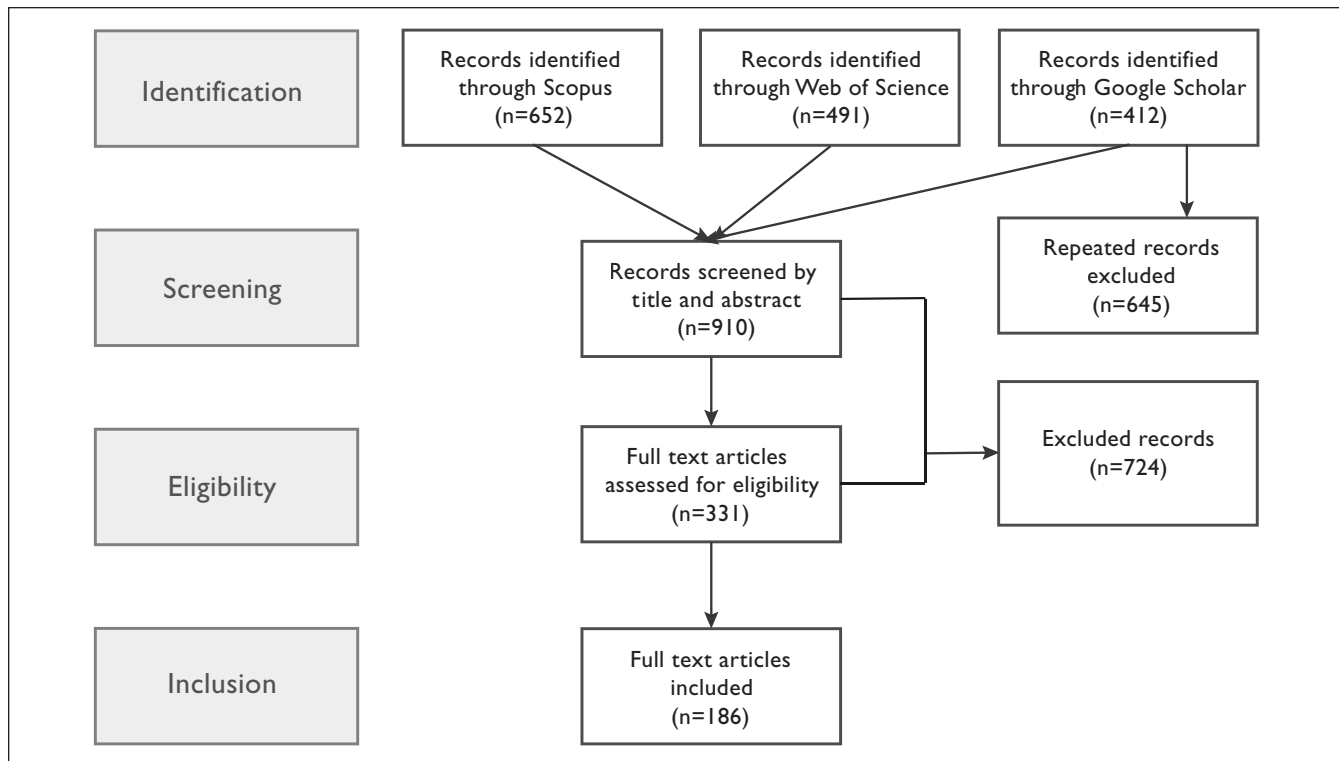 Identification
Records identified
through Scopus
(n=652)
Records identified
through Web of Science
(n=491)
Records identified
through Google Scholar
(n=412)
Screening
Records screened by
title and abstract
(n=910)
Repeated records
excluded
(n=645)
Eligibility
Full text articles
assessed for eligibility
(n=331)
Excluded records
(n=724)
Inclusion
Full text articles
included
(n=186)